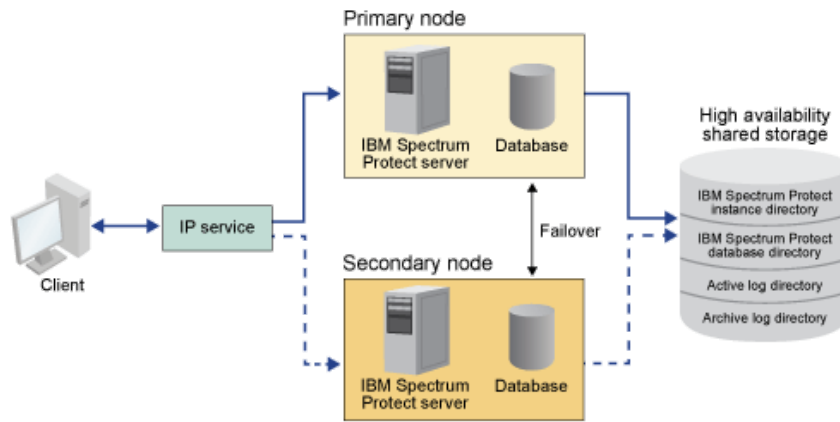 Primary node
IBM Spectrum
Protect server
Database
High availability
shared storage
IBM Spectrum Protect
instance directory
IBM Spectrum Protect
database directory
Active log directory
Archive log directory
Client
IP service
Failover
Secondary node
IBM Spectrum
Protect server
Database